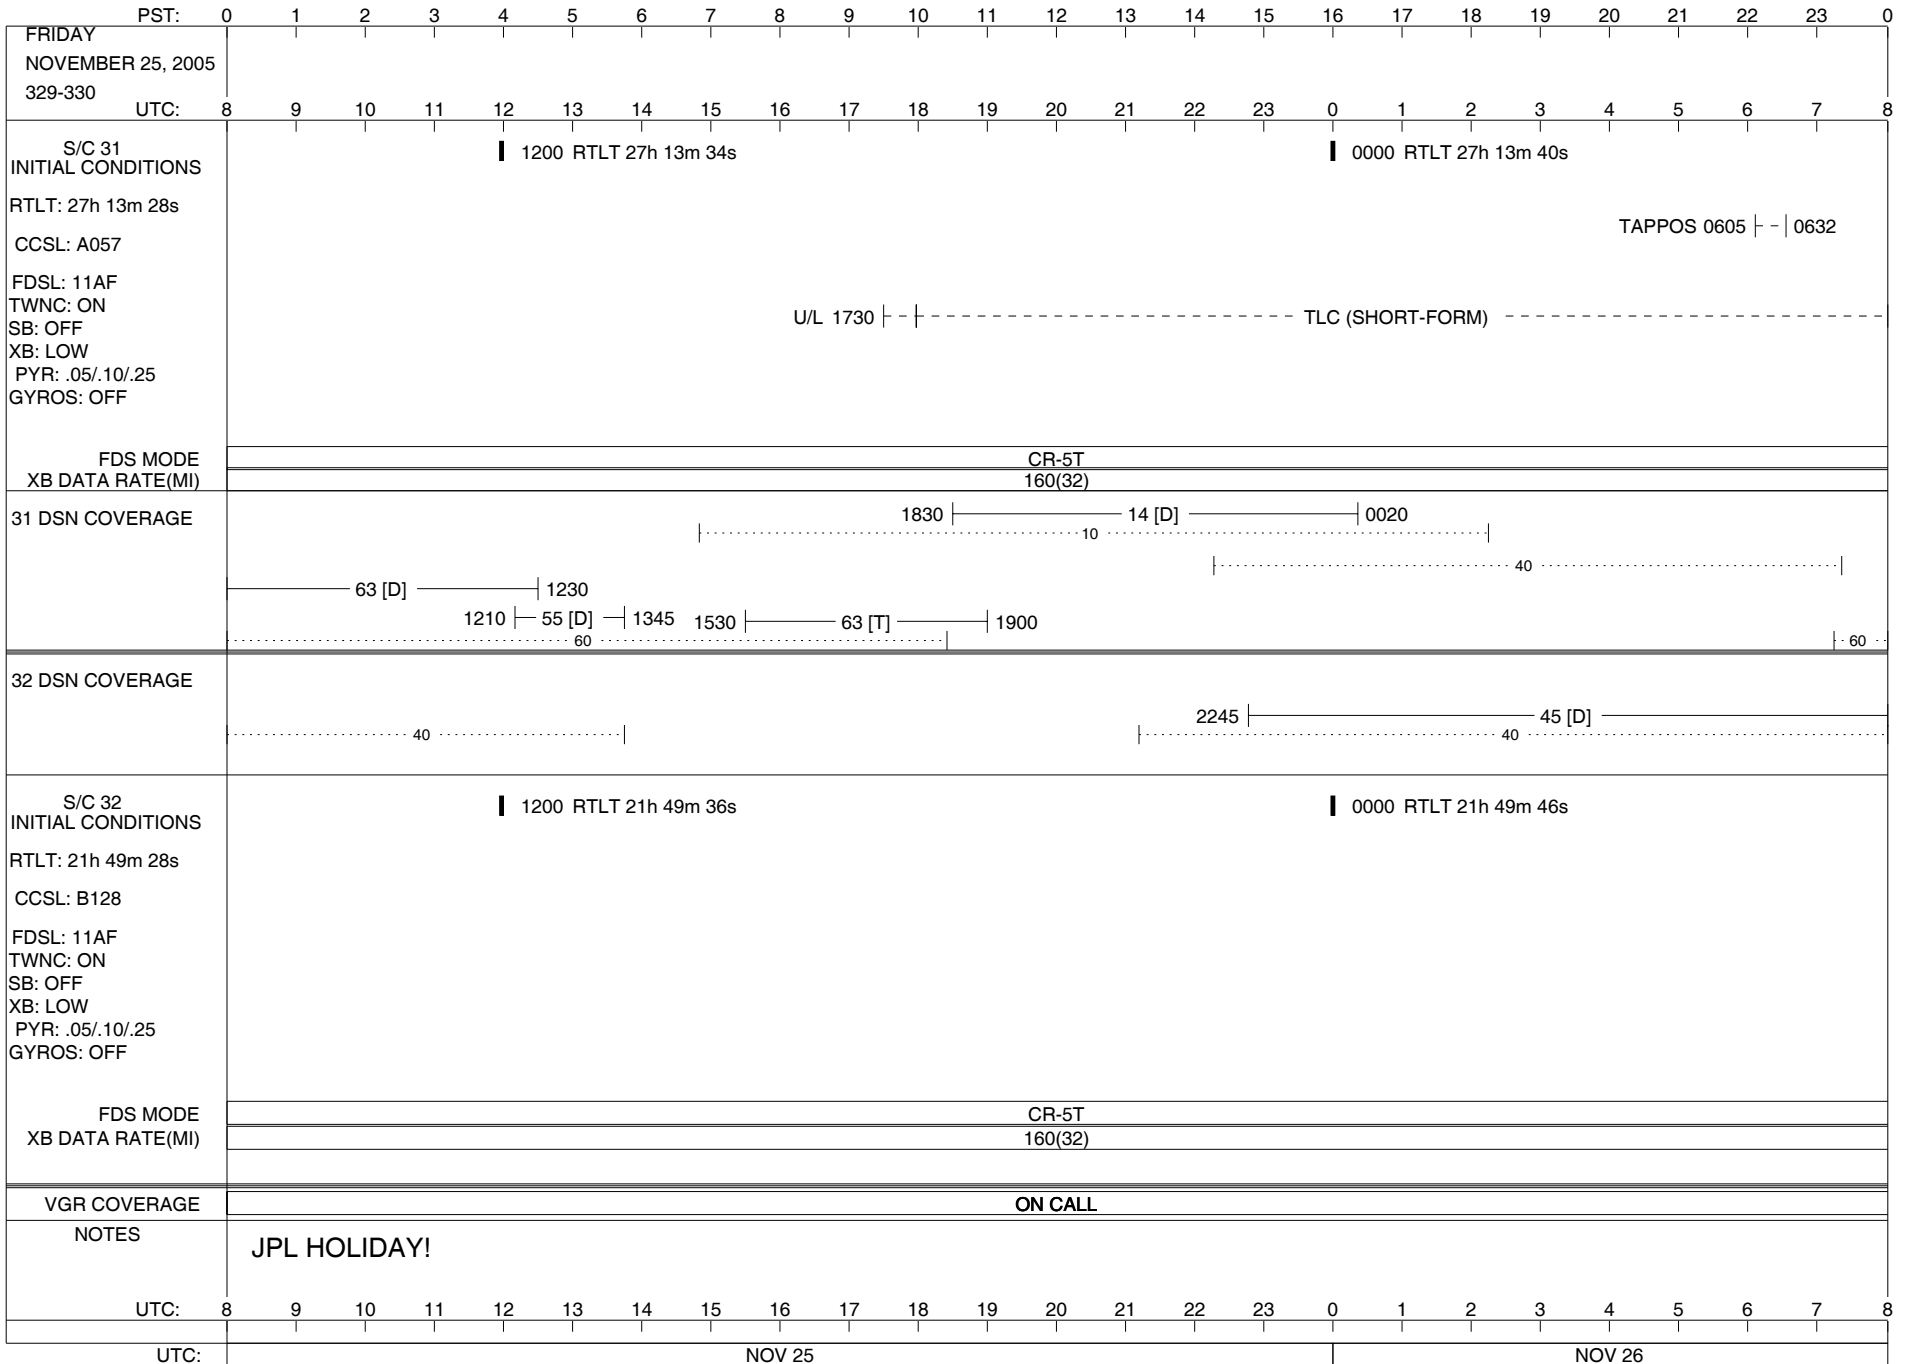 PST: 0 1 2 3 4 5 6 7 8 9 10 11 12 13 14 15 16 17 18 19 20 21 22 23 0
FRIDAY
NOVEMBER 25, 2005
329-330
UTC: 8 9 10 11 12 13 14 15 16 17 18 19 20 21 22 23 0 1 2 3 4 5 6 7 8
S/C 31
INITIAL CONDITIONS
1200 RTLT 27h 13m 34s
0000 RTLT 27h 13m 40s
RTLT: 27h 13m 28s
TAPPOS 0605 0632
CCSL: A057
FDSL: 11AF
TWNC: ON
U/L 1730 TLC (SHORT-FORM)
SB: OFF
XB: LOW
PYR: .05/.10/.25
GYROS: OFF
FDS MODE CR-5T
XB DATA RATE(MI) 160(32)
31 DSN COVERAGE
1830 14 [D] 0020
10
40
63 [D] 1230
1210 55 [D] 1345 1530 63 [T] 1900
60 60
32 DSN COVERAGE
2245 45 [D]
40 40
S/C 32
INITIAL CONDITIONS
1200 RTLT 21h 49m 36s
0000 RTLT 21h 49m 46s
RTLT: 21h 49m 28s
CCSL: B128
FDSL: 11AF
TWNC: ON
SB: OFF
XB: LOW
PYR: .05/.10/.25
GYROS: OFF
FDS MODE CR-5T
XB DATA RATE(MI) 160(32)
VGR COVERAGE ON CALL
NOTES
JPL HOLIDAY!
UTC: 8 9 10 11 12 13 14 15 16 17 18 19 20 21 22 23 0 1 2 3 4 5 6 7 8
UTC: NOV 25 NOV 26